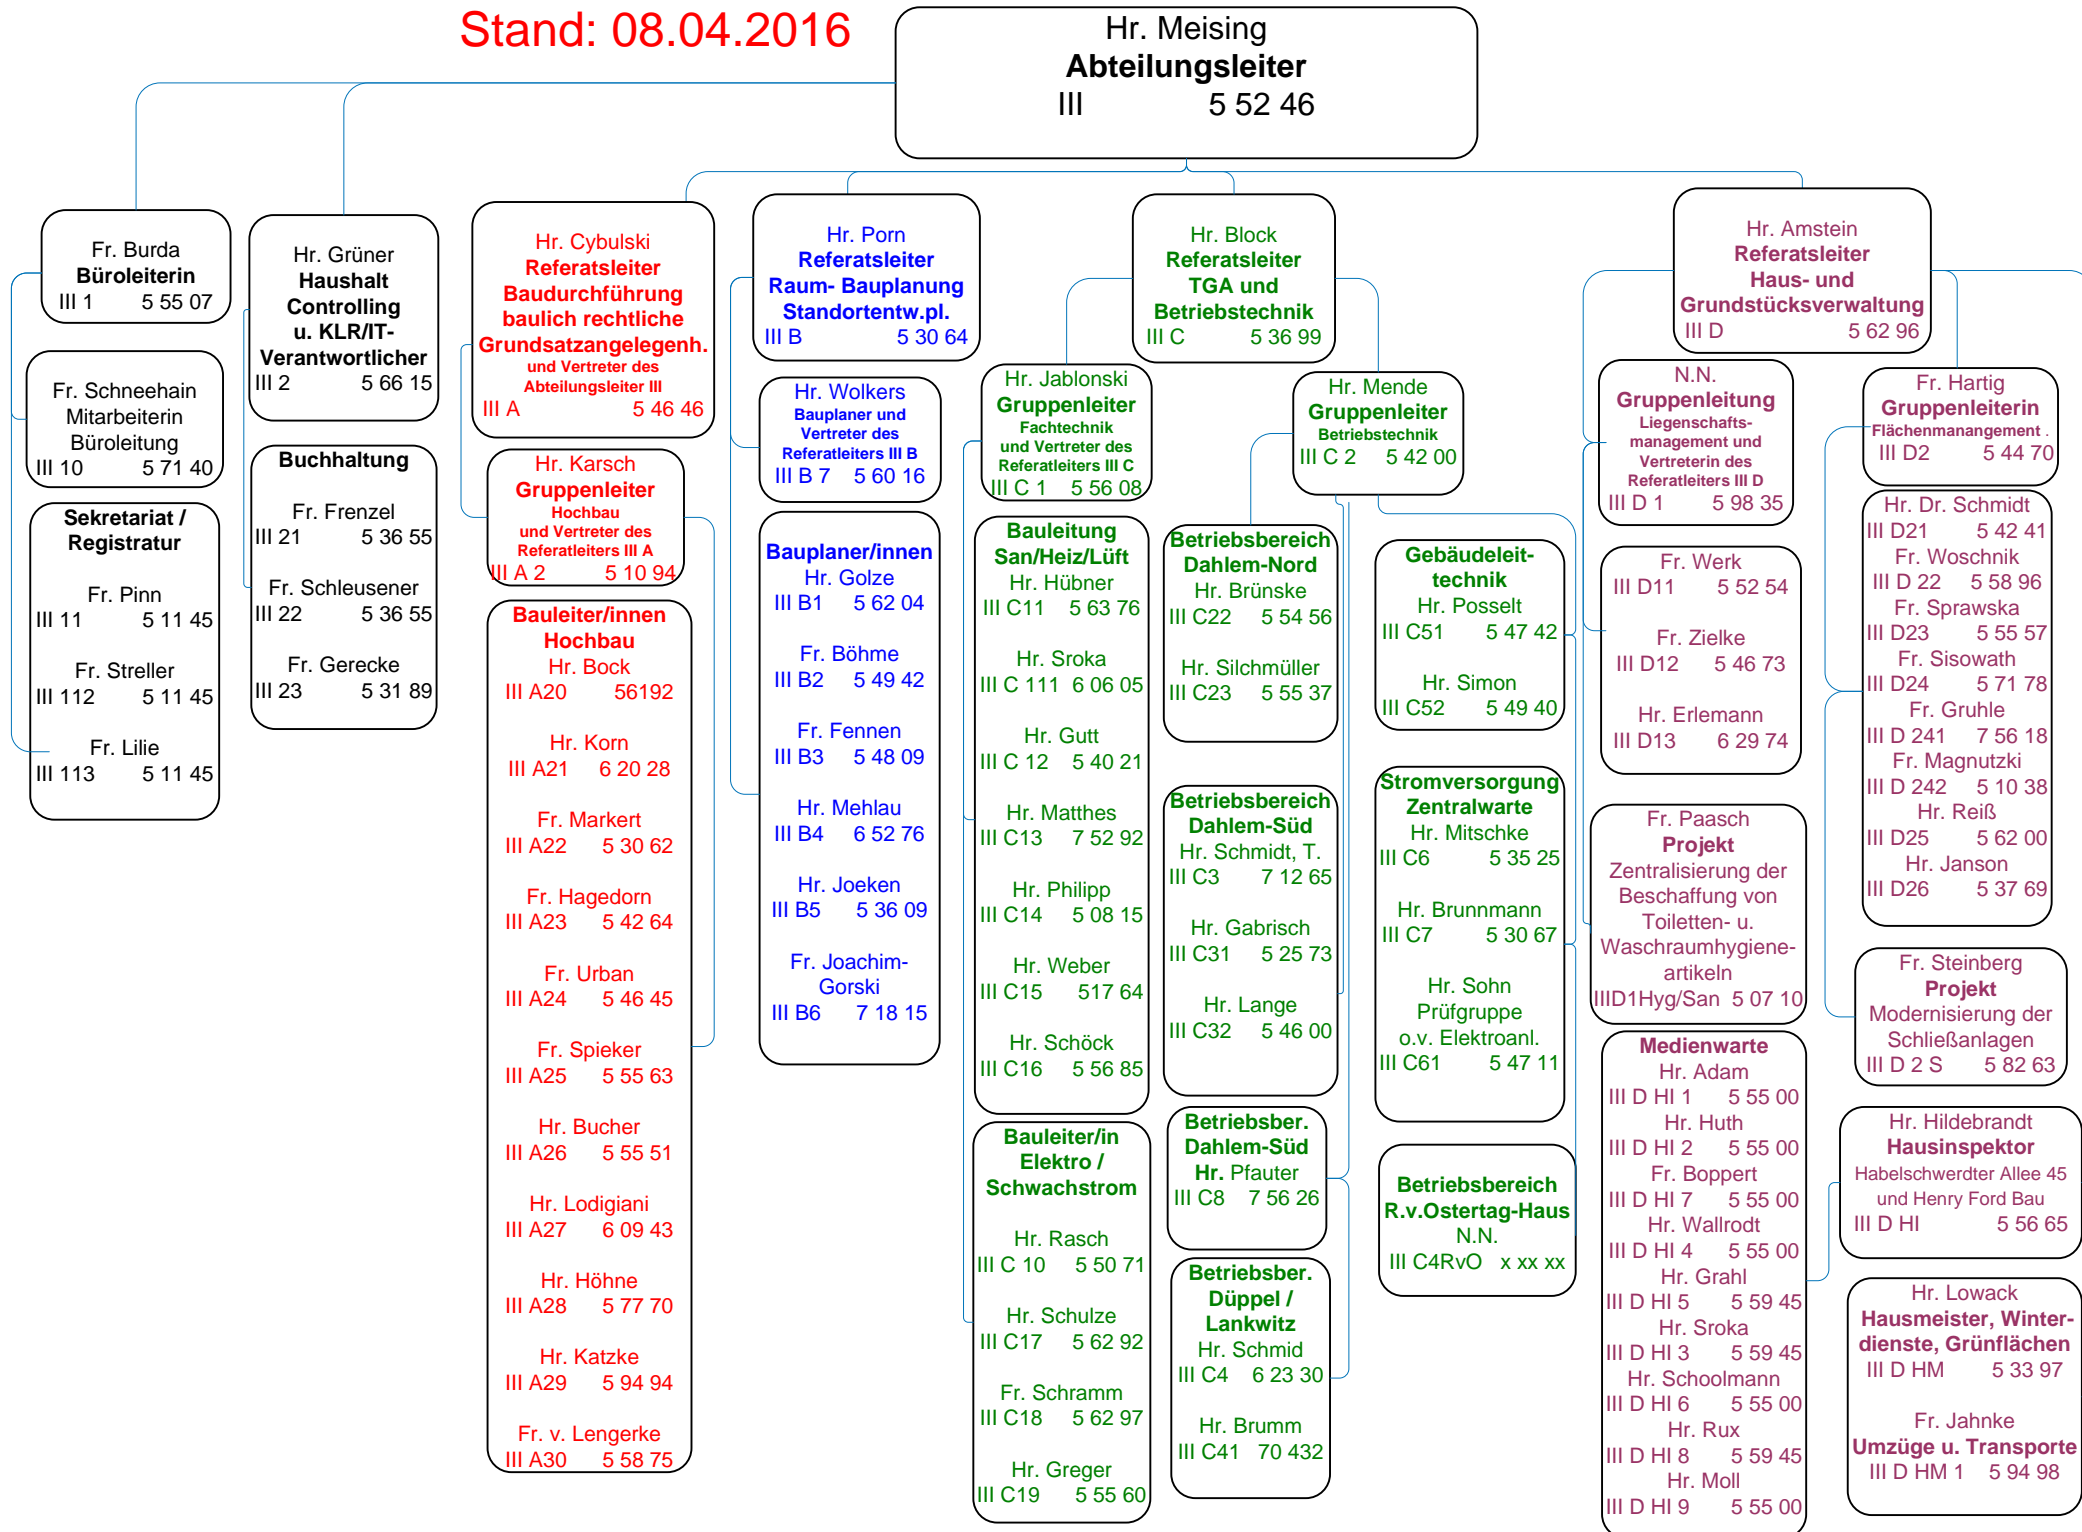 Stand: 08.04.2016
Hr. Meising
Abteilungsleiter
III 5 52 46
Fr. Burda
Büroleiterin
III 1 5 55 07
Fr. Schneehain
Mitarbeiterin
Büroleitung
III 10 5 71 40
Sekretariat /
Registratur
Fr. Pinn
III 11 5 11 45
Fr. Streller
III 112 5 11 45
Fr. Lilie
III 113 5 11 45
Hr. Grüner
Haushalt
Controlling
u. KLR/IT-
Verantwortlicher
III 2 5 66 15
Buchhaltung
Fr. Frenzel
III 21 5 36 55
Fr. Schleusener
III 22 5 36 55
Fr. Gerecke
III 23 5 31 89
Hr. Cybulski
Referatsleiter
Baudurchführung
baulich rechtliche
Grundsatzangelegenh.
und Vertreter des
Abteilungsleiter III
III A 5 46 46
Hr. Karsch
Gruppenleiter
Hochbau
und Vertreter des
Referatleiters III A
III A 2 5 10 94
Bauleiter/innen
Hochbau
Hr. Bock
III A20 56192
Hr. Korn
III A21 6 20 28
Fr. Markert
III A22 5 30 62
Fr. Hagedorn
III A23 5 42 64
Fr. Urban
III A24 5 46 45
Fr. Spieker
III A25 5 55 63
Hr. Bucher
III A26 5 55 51
Hr. Lodigiani
III A27 6 09 43
Hr. Höhne
III A28 5 77 70
Hr. Katzke
III A29 5 94 94
Fr. v. Lengerke
III A30 5 58 75
Hr. Porn
Referatsleiter
Raum- Bauplanung
Standortentw.pl.
III B 5 30 64
Hr. Wolkers
Bauplaner und
Vertreter des
Referatleiters III B
III B 7 5 60 16
Bauplaner/innen
Hr. Golze
III B1 5 62 04
Fr. Böhme
III B2 5 49 42
Fr. Fennen
III B3 5 48 09
Hr. Mehlau
III B4 6 52 76
Hr. Joeken
III B5 5 36 09
Fr. Joachim-
Gorski
III B6 7 18 15
Hr. Block
Referatsleiter
TGA und
Betriebstechnik
III C 5 36 99
Hr. Jablonski
Gruppenleiter
Fachtechnik
und Vertreter des
Referatleiters III C
III C 1 5 56 08
Bauleitung
San/Heiz/Lüft
Hr. Hübner
III C11 5 63 76
Hr. Sroka
III C 111 6 06 05
Hr. Gutt
III C 12 5 40 21
Hr. Matthes
III C13 7 52 92
Hr. Philipp
III C14 5 08 15
Hr. Weber
III C15 517 64
Hr. Schöck
III C16 5 56 85
Bauleiter/in
Elektro /
Schwachstrom
Hr. Rasch
III C 10 5 50 71
Hr. Schulze
III C17 5 62 92
Fr. Schramm
III C18 5 62 97
Hr. Greger
III C19 5 55 60
Hr. Mende
Gruppenleiter
Betriebstechnik
III C 2 5 42 00
Betriebsbereich
Dahlem-Nord
Hr. Brünske
III C22 5 54 56
Hr. Silchmüller
III C23 5 55 37
Betriebsbereich
Dahlem-Süd
Hr. Schmidt, T.
III C3 7 12 65
Hr. Gabrisch
III C31 5 25 73
Hr. Lange
III C32 5 46 00
Betriebsber.
Dahlem-Süd
Hr. Pfauter
III C8 7 56 26
Betriebsber.
Düppel /
Lankwitz
Hr. Schmid
III C4 6 23 30
Hr. Brumm
III C41 70 432
Gebäudeleit-
technik
Hr. Posselt
III C51 5 47 42
Hr. Simon
III C52 5 49 40
Stromversorgung
Zentralwarte
Hr. Mitschke
III C6 5 35 25
Hr. Brunnmann
III C7 5 30 67
Hr. Sohn
Prüfgruppe
o.v. Elektroanl.
III C61 5 47 11
Betriebsbereich
R.v.Ostertag-Haus
N.N.
III C4RvO x xx xx
Hr. Amstein
Referatsleiter
Haus- und
Grundstücksverwaltung
III D 5 62 96
N.N.
Gruppenleitung
Liegenschafts-
management und
Vertreterin des
Referatleiters III D
III D 1 5 98 35
Fr. Werk
III D11 5 52 54
Fr. Zielke
III D12 5 46 73
Hr. Erlemann
III D13 6 29 74
Fr. Paasch
Projekt
Zentralisierung der
Beschaffung von
Toiletten- u.
Waschraumhygiene-
artikeln
IIID1Hyg/San 5 07 10
Medienwarte
Hr. Adam
III D HI 1 5 55 00
Hr. Huth
III D HI 2 5 55 00
Fr. Boppert
III D HI 7 5 55 00
Hr. Wallrodt
III D HI 4 5 55 00
Hr. Grahl
III D HI 5 5 59 45
Hr. Sroka
III D HI 3 5 59 45
Hr. Schoolmann
III D HI 6 5 55 00
Hr. Rux
III D HI 8 5 59 45
Hr. Moll
III D HI 9 5 55 00
Fr. Hartig
Gruppenleiterin
Flächenmanangement .
III D2 5 44 70
Hr. Dr. Schmidt
III D21 5 42 41
Fr. Woschnik
III D 22 5 58 96
Fr. Sprawska
III D23 5 55 57
Fr. Sisowath
III D24 5 71 78
Fr. Gruhle
III D 241 7 56 18
Fr. Magnutzki
III D 242 5 10 38
Hr. Reiß
III D25 5 62 00
Hr. Janson
III D26 5 37 69
Fr. Steinberg
Projekt
Modernisierung der
Schließanlagen
III D 2 S 5 82 63
Hr. Hildebrandt
Hausinspektor
Habelschwerdter Allee 45
und Henry Ford Bau
III D HI 5 56 65
Hr. Lowack
Hausmeister, Winter-
dienste, Grünflächen
III D HM 5 33 97
Fr. Jahnke
Umzüge u. Transporte
III D HM 1 5 94 98